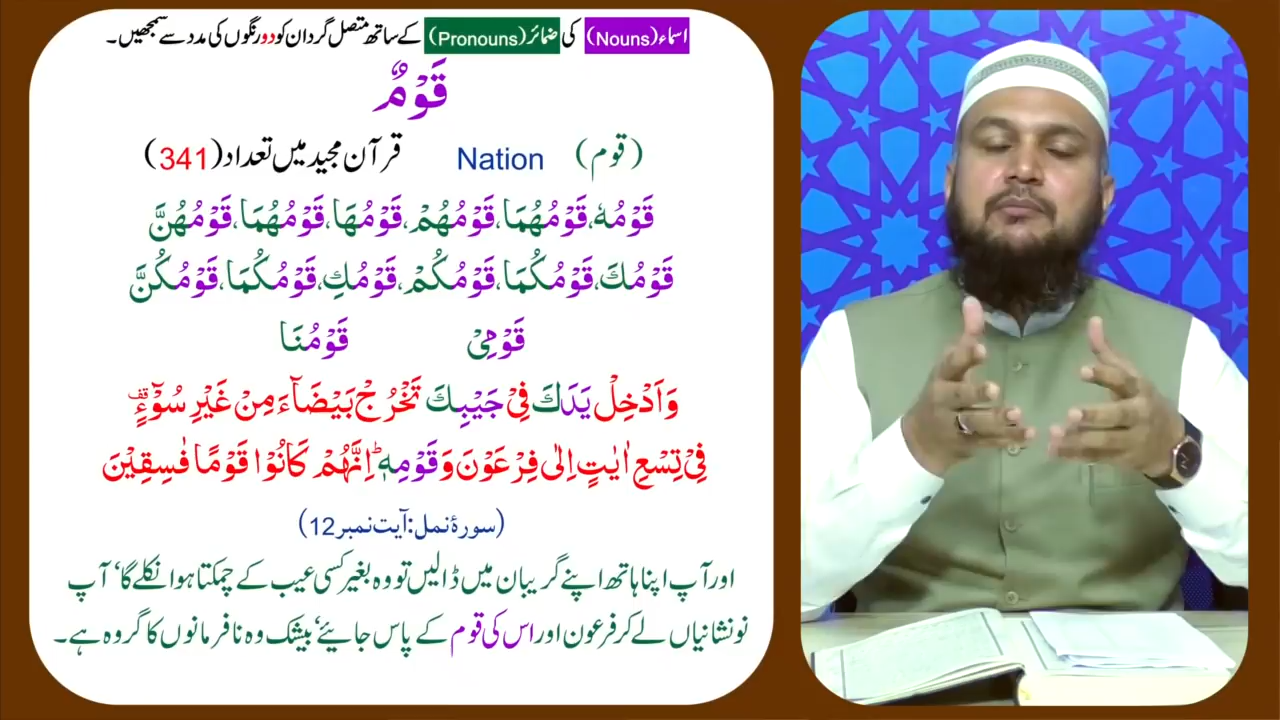 اسماء (Nouns) کی ضمائر (Pronouns) کے ساتھ متصل گردان کو دو رنگوں کی مدد سے سمجھیں۔
قَوْمٌ
(قوم) Nation قرآن مجید میں تعداد (341)
قَوْمُہٗ، قَوْمُہُمَا، قَوْمُہُمْ، قَوْمُھَا، قَوْمُہُمَا، قَوْمُہُنَّ
قَوْمُكَ، قَوْمُكُمَا، قَوْمُكُمْ، قَوْمُكِ، قَوْمُكُمَا، قَوْمُكُنَّ
قَوْمِیْ قَوْمُنَا
وَاَدْخِلْ یَدَكَ فِیْ جَیْبِكَ تَخْرُجْ بَیْضَآءَ مِنْ غَیْرِ سُوْٓءٍ ۫ قف
فِیْ تِسْعِ اٰیٰتٍ اِلٰی فِرْعَوْنَ وَقَوْمِہٖ ؕ اِنَّہُمْ کَانُوْا قَوْمًا فٰسِقِیْنَ
(سورۂ نمل: آیت نمبر 12)
اور آپ اپنا ہاتھ اپنے گریبان میں ڈالیں تو وہ بغیر کسی عیب کے چمکتا ہوا نکلے گا، آپ
نو نشانیاں لے کر فرعون اور اس کی قوم کے پاس جائیے، بیشک وہ نافرمانوں کا گروہ ہے۔